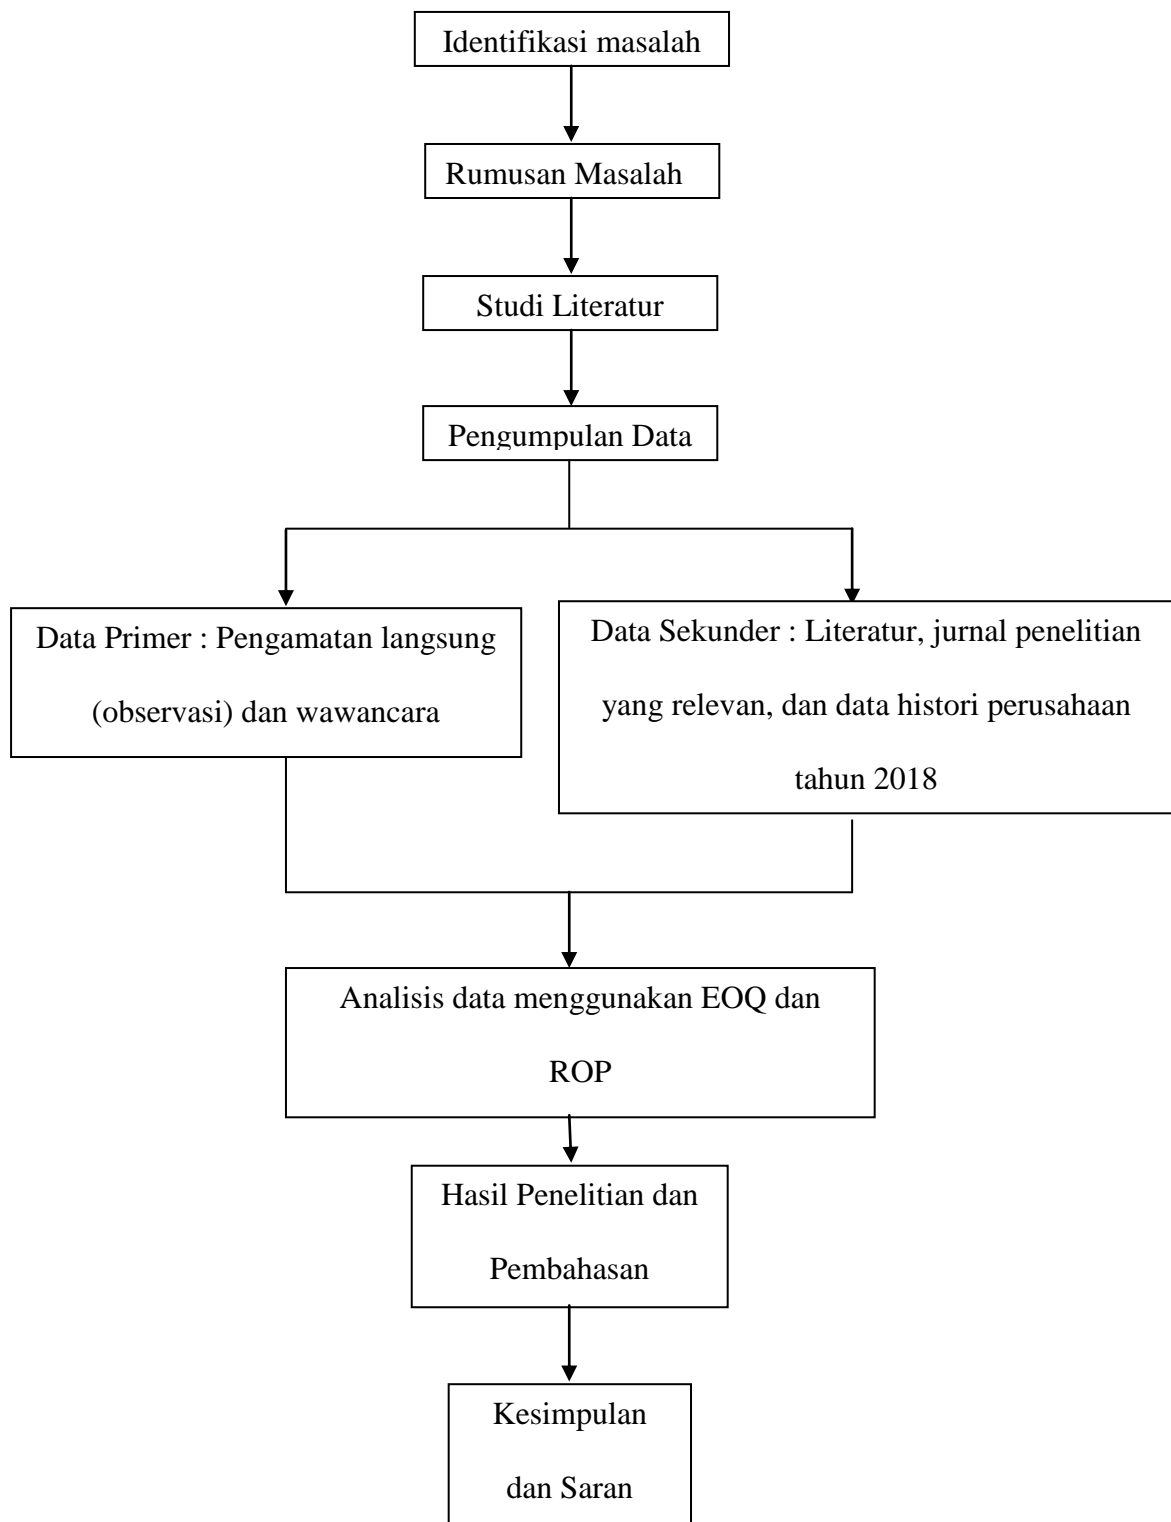 Identifikasi masalah
Rumusan Masalah
Studi Literatur
Pengumpulan Data
Data Primer : Pengamatan langsung
(observasi) dan wawancara
Data Sekunder : Literatur, jurnal penelitian
yang relevan, dan data histori perusahaan
tahun 2018
Analisis data menggunakan EOQ dan
ROP
Hasil Penelitian dan
Pembahasan
Kesimpulan
dan Saran